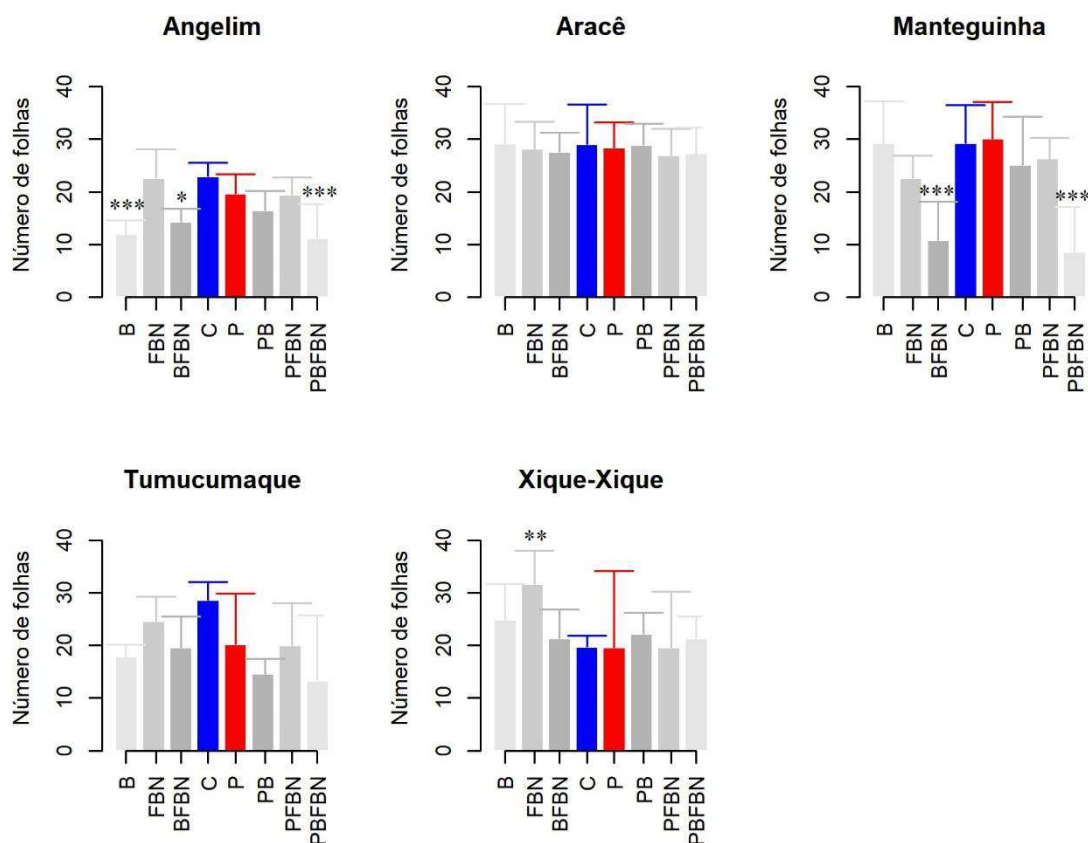 Angelim
Número de folhas
40
30
20
10
0
***
*
***
B
FBN
BFBN
C
P
PB
PFBN
PBFBN
Aracê
Número de folhas
40
30
20
10
0
B
FBN
BFBN
C
P
PB
PFBN
PBFBN
Manteguinha
Número de folhas
40
30
20
10
0
***
***
B
FBN
BFBN
C
P
PB
PFBN
PBFBN
Tumucumaque
Número de folhas
40
30
20
10
0
B
FBN
BFBN
C
P
PB
PFBN
PBFBN
Xique-Xique
Número de folhas
40
30
20
10
0
**
B
FBN
BFBN
C
P
PB
PFBN
PBFBN